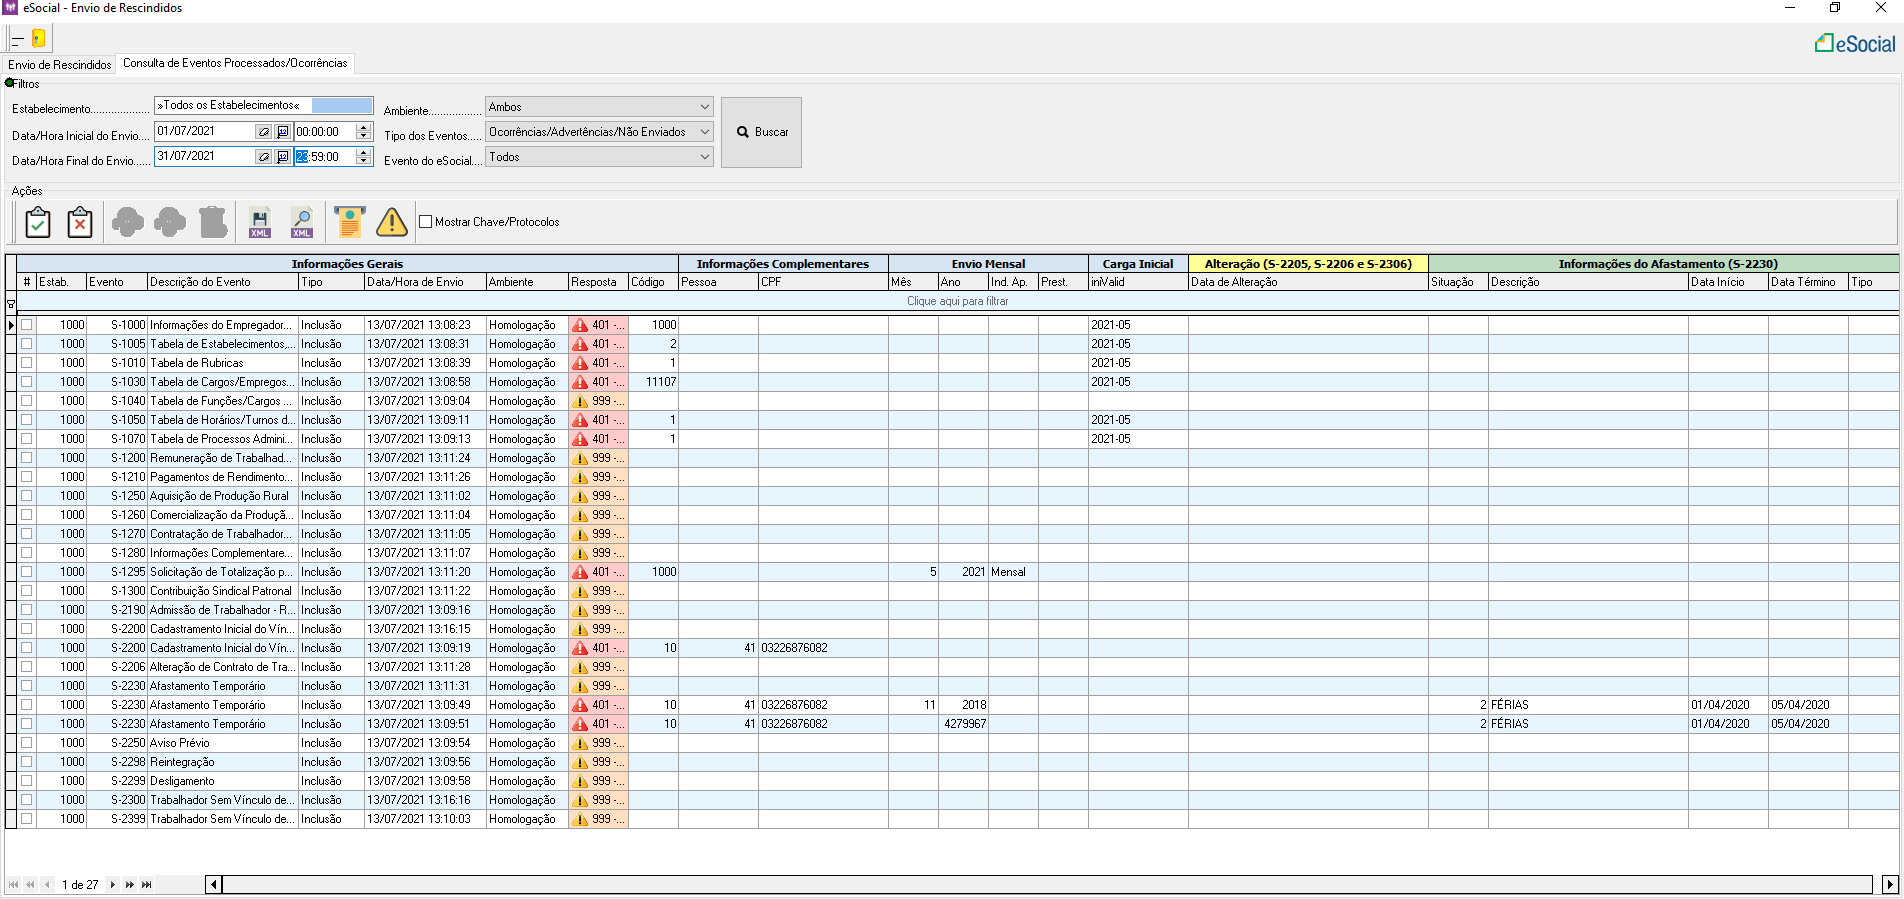 eSocial - Envio de Rescindidos
eSocial
Envio de Rescindidos Consulta de Eventos Processados/Ocorrências
Filtros
Estabelecimento.................... »Todos os Estabelecimentos« Ambiente.................. Ambos
Data/Hora Inicial do Envio.... 01/07/2021 00:00:00 Tipo dos Eventos..... Ocorrências/Advertências/Não Enviados Buscar
Data/Hora Final do Envio...... 31/07/2021 23:59:00 Evento do eSocial.... Todos
Ações
XML XML Mostrar Chave/Protocolos
Informações Gerais Informações Complementares Envio Mensal Carga Inicial Alteração (S-2205, S-2206 e S-2306) Informações do Afastamento (S-2230)
# Estab. Evento Descrição do Evento Tipo Data/Hora de Envio Ambiente Resposta Código Pessoa CPF Mês Ano Ind. Ap. Prest. iniValid Data de Alteração Situação Descrição Data Início Data Término Tipo
Clique aqui para filtrar
1000 S-1000 Informações do Empregador... Inclusão 13/07/2021 13:08:23 Homologação 401 -... 1000 2021-05
1000 S-1005 Tabela de Estabelecimentos,... Inclusão 13/07/2021 13:08:31 Homologação 401 -... 2 2021-05
1000 S-1010 Tabela de Rubricas Inclusão 13/07/2021 13:08:39 Homologação 401 -... 1 2021-05
1000 S-1030 Tabela de Cargos/Empregos... Inclusão 13/07/2021 13:08:58 Homologação 401 -... 11107 2021-05
1000 S-1040 Tabela de Funções/Cargos ... Inclusão 13/07/2021 13:09:04 Homologação 999 -...
1000 S-1050 Tabela de Horários/Turnos d... Inclusão 13/07/2021 13:09:11 Homologação 401 -... 1 2021-05
1000 S-1070 Tabela de Processos Admini... Inclusão 13/07/2021 13:09:13 Homologação 401 -... 1 2021-05
1000 S-1200 Remuneração de Trabalhad... Inclusão 13/07/2021 13:11:24 Homologação 999 -...
1000 S-1210 Pagamentos de Rendimento... Inclusão 13/07/2021 13:11:26 Homologação 999 -...
1000 S-1250 Aquisição de Produção Rural Inclusão 13/07/2021 13:11:02 Homologação 999 -...
1000 S-1260 Comercialização da Produçã... Inclusão 13/07/2021 13:11:04 Homologação 999 -...
1000 S-1270 Contratação de Trabalhador... Inclusão 13/07/2021 13:11:05 Homologação 999 -...
1000 S-1280 Informações Complementare... Inclusão 13/07/2021 13:11:07 Homologação 999 -...
1000 S-1295 Solicitação de Totalização p... Inclusão 13/07/2021 13:11:20 Homologação 401 -... 1000 5 2021 Mensal
1000 S-1300 Contribuição Sindical Patronal Inclusão 13/07/2021 13:11:22 Homologação 999 -...
1000 S-2190 Admissão de Trabalhador - R... Inclusão 13/07/2021 13:09:16 Homologação 999 -...
1000 S-2200 Cadastramento Inicial do Vín... Inclusão 13/07/2021 13:16:15 Homologação 999 -...
1000 S-2200 Cadastramento Inicial do Vín... Inclusão 13/07/2021 13:09:19 Homologação 401 -... 10 41 03226876082
1000 S-2206 Alteração de Contrato de Tra... Inclusão 13/07/2021 13:11:28 Homologação 999 -...
1000 S-2230 Afastamento Temporário Inclusão 13/07/2021 13:11:31 Homologação 999 -...
1000 S-2230 Afastamento Temporário Inclusão 13/07/2021 13:09:49 Homologação 401 -... 10 41 03226876082 11 2018 2 FÉRIAS 01/04/2020 05/04/2020
1000 S-2230 Afastamento Temporário Inclusão 13/07/2021 13:09:51 Homologação 401 -... 10 41 03226876082 4279967 2 FÉRIAS 01/04/2020 05/04/2020
1000 S-2250 Aviso Prévio Inclusão 13/07/2021 13:09:54 Homologação 999 -...
1000 S-2298 Reintegração Inclusão 13/07/2021 13:09:56 Homologação 999 -...
1000 S-2299 Desligamento Inclusão 13/07/2021 13:09:58 Homologação 999 -...
1000 S-2300 Trabalhador Sem Vínculo de... Inclusão 13/07/2021 13:16:16 Homologação 999 -...
1000 S-2399 Trabalhador Sem Vínculo de... Inclusão 13/07/2021 13:10:03 Homologação 999 -...
1 de 27